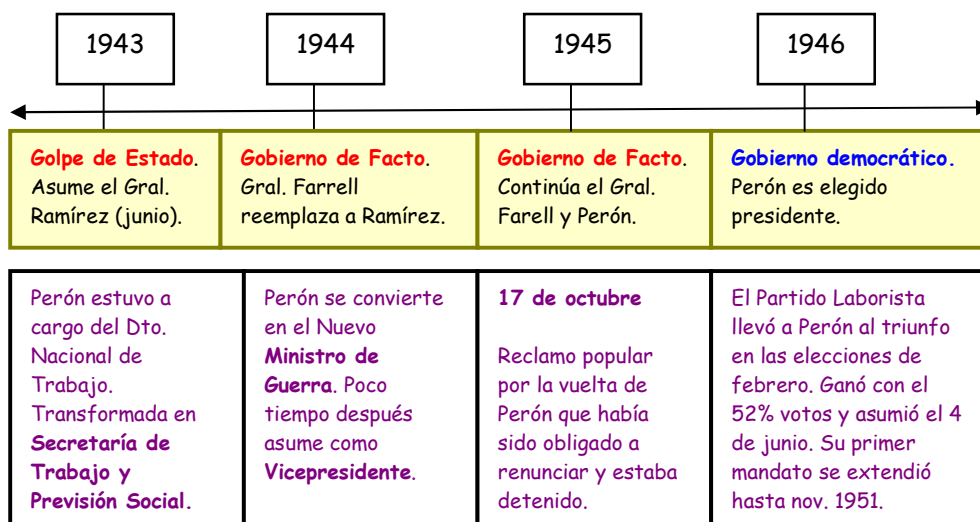 1943
1944
1945
1946
Golpe de Estado.
Asume el Gral.
Ramírez (junio).
Gobierno de Facto.
Gral. Farrell
reemplaza a Ramírez.
Gobierno de Facto.
Continúa el Gral.
Farell y Perón.
Gobierno democrático.
Perón es elegido
presidente.
Perón estuvo a
cargo del Dto.
Nacional de
Trabajo.
Transformada en
Secretaría de
Trabajo y
Previsión Social.
Perón se convierte
en el Nuevo
Ministro de
Guerra. Poco
tiempo después
asume como
Vicepresidente.
17 de octubre
Reclamo popular
por la vuelta de
Perón que había
sido obligado a
renunciar y estaba
detenido.
El Partido Laborista
llevó a Perón al triunfo
en las elecciones de
febrero. Ganó con el
52% votos y asumió el 4
de junio. Su primer
mandato se extendió
hasta nov. 1951.